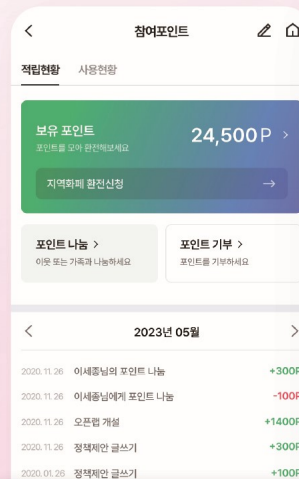 참여포인트
적립현황 사용현황
보유 포인트
포인트를 모아 환전해보세요
24,500P >
지역화폐 환전신청 →
포인트 나눔 >
이웃 또는 가족과 나눔하세요
포인트 기부 >
포인트를 기부하세요
< 2023년 05월 >
2020.11.26 이세종님의 포인트 나눔 +300P
2020.11.26 이세종님에게 포인트 나눔 -100P
2020.11.26 오픈랩 개설 +1400P
2020.11.26 정책제안 글쓰기 +300P
2020.01.26 정책제안 글쓰기 +100P